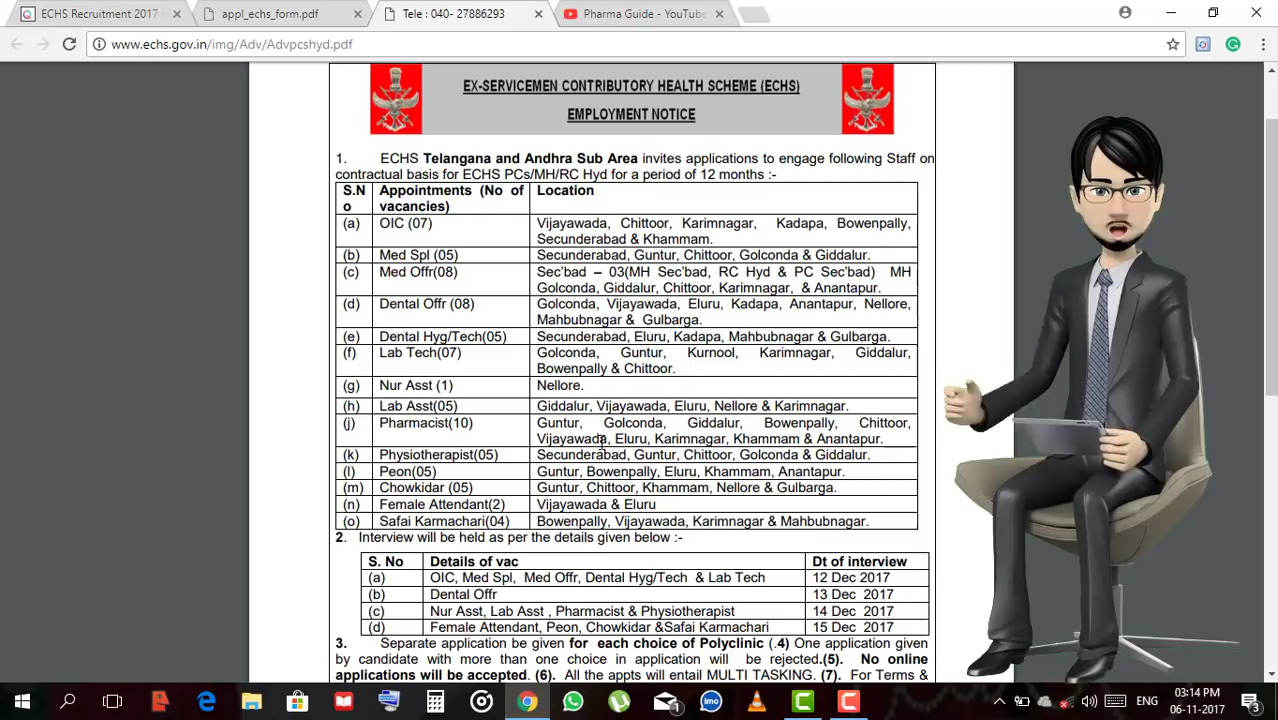 ECHS Recruitment 2017
appl_echs_form.pdf
Tele : 040- 27886293
Pharma Guide - YouTube
www.echs.gov.in/img/Adv/Advpcshyd.pdf
EX-SERVICEMEN CONTRIBUTORY HEALTH SCHEME (ECHS)
EMPLOYMENT NOTICE
1. ECHS Telangana and Andhra Sub Area invites applications to engage following Staff on
contractual basis for ECHS PCs/MH/RC Hyd for a period of 12 months :-
S.N Appointments (No of Location
o vacancies)
(a) OIC (07) Vijayawada, Chittoor, Karimnagar, Kadapa, Bowenpally,
Secunderabad & Khammam.
(b) Med Spl (05) Secunderabad, Guntur, Chittoor, Golconda & Giddalur.
(c) Med Offr(08) Sec'bad – 03(MH Sec'bad, RC Hyd & PC Sec'bad) MH
Golconda, Giddalur, Chittoor, Karimnagar, & Anantapur.
(d) Dental Offr (08) Golconda, Vijayawada, Eluru, Kadapa, Anantapur, Nellore,
Mahbubnagar & Gulbarga.
(e) Dental Hyg/Tech(05) Secunderabad, Eluru, Kadapa, Mahbubnagar & Gulbarga.
(f) Lab Tech(07) Golconda, Guntur, Kurnool, Karimnagar, Giddalur,
Bowenpally & Chittoor.
(g) Nur Asst (1) Nellore.
(h) Lab Asst(05) Giddalur, Vijayawada, Eluru, Nellore & Karimnagar.
(j) Pharmacist(10) Guntur, Golconda, Giddalur, Bowenpally, Chittoor,
Vijayawada, Eluru, Karimnagar, Khammam & Anantapur.
(k) Physiotherapist(05) Secunderabad, Guntur, Chittoor, Golconda & Giddalur.
(l) Peon(05) Guntur, Bowenpally, Eluru, Khammam, Anantapur.
(m) Chowkidar (05) Guntur, Chittoor, Khammam, Nellore & Gulbarga.
(n) Female Attendant(2) Vijayawada & Eluru
(o) Safai Karmachari(04) Bowenpally, Vijayawada, Karimnagar & Mahbubnagar.
2. Interview will be held as per the details given below :-
S. No Details of vac Dt of interview
(a) OIC, Med Spl, Med Offr, Dental Hyg/Tech & Lab Tech 12 Dec 2017
(b) Dental Offr 13 Dec 2017
(c) Nur Asst, Lab Asst , Pharmacist & Physiotherapist 14 Dec 2017
(d) Female Attendant, Peon, Chowkidar &Safai Karmachari 15 Dec 2017
3. Separate application be given for each choice of Polyclinic (.4) One application given
by candidate with more than one choice in application will be rejected.(5). No online
applications will be accepted. (6). All the appts will entail MULTI TASKING. (7). For Terms &
1
imo
ENG
03:14 PM
06-11-2017
3